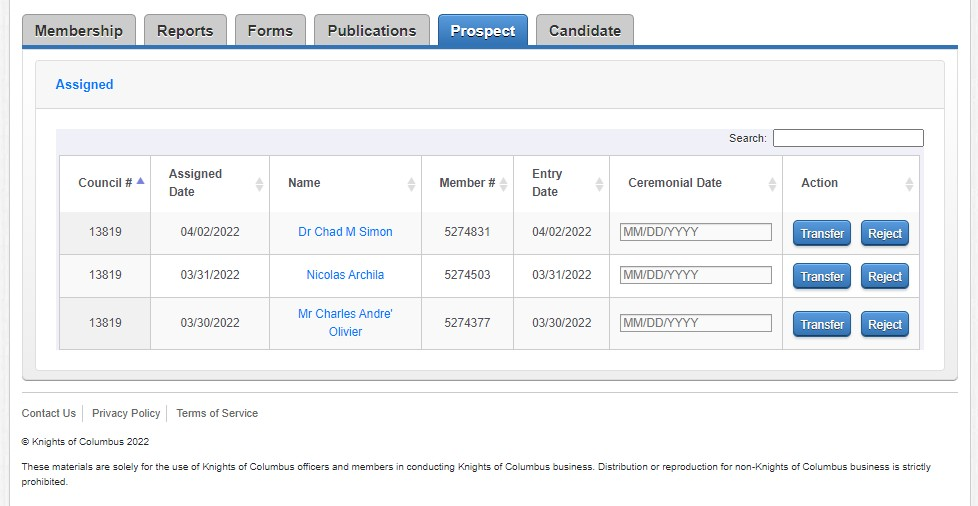 Membership Reports Forms Publications Prospect Candidate
Assigned
Search:
Council # Assigned Date Name Member # Entry Date Ceremonial Date Action
13819 04/02/2022 Dr Chad M Simon 5274831 04/02/2022 MM/DD/YYYY Transfer Reject
13819 03/31/2022 Nicolas Archila 5274503 03/31/2022 MM/DD/YYYY Transfer Reject
13819 03/30/2022 Mr Charles Andre' Olivier 5274377 03/30/2022 MM/DD/YYYY Transfer Reject
Contact Us Privacy Policy Terms of Service
© Knights of Columbus 2022
These materials are solely for the use of Knights of Columbus officers and members in conducting Knights of Columbus business. Distribution or reproduction for non-Knights of Columbus business is strictly
prohibited.